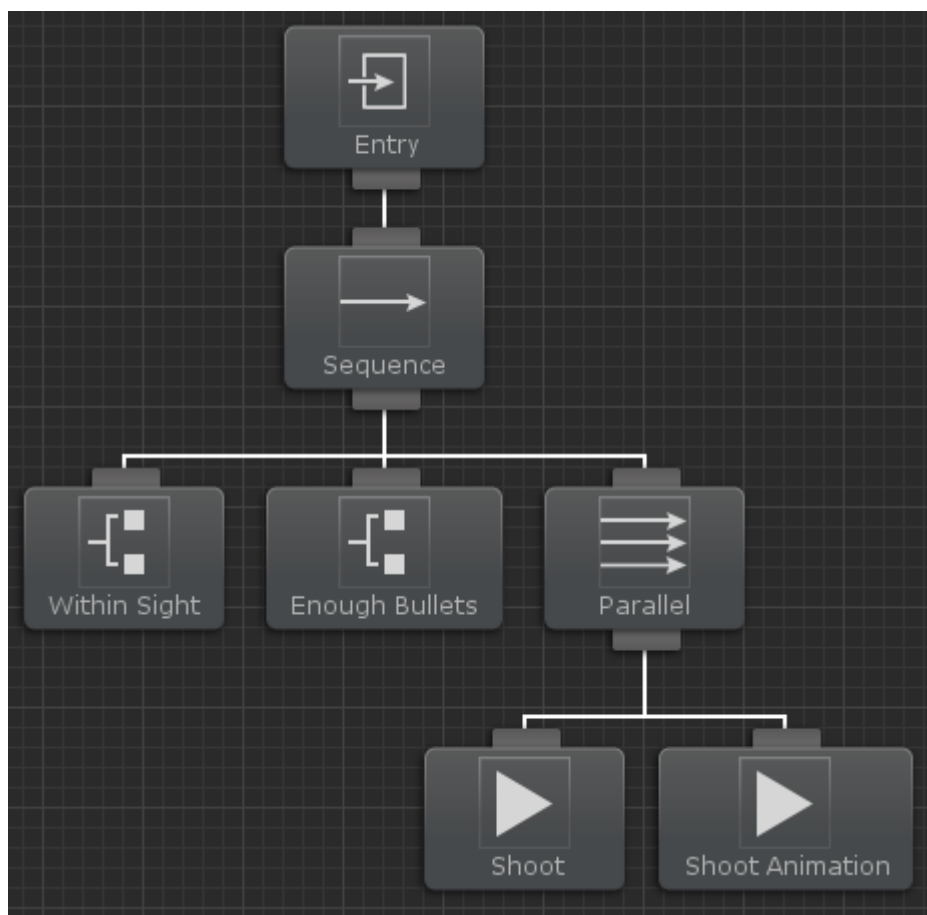 Entry
Sequence
Within Sight
Enough Bullets
Parallel
Shoot
Shoot Animation